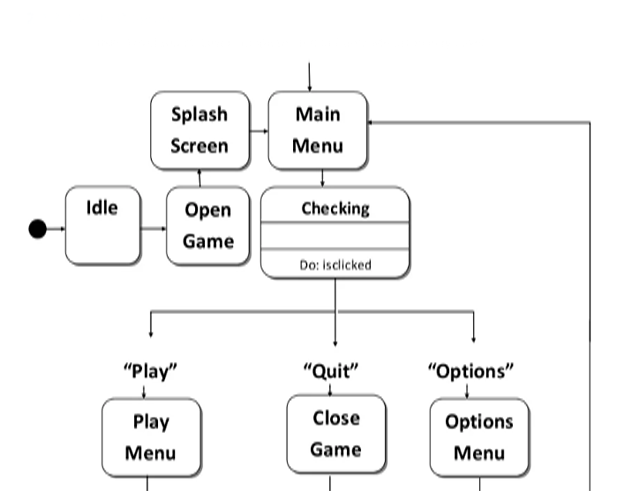 Splash
Screen
Main
Menu
Idle
Open
Game
Checking
Do: isclicked
“Play”
“Quit”
“Options”
Play
Menu
Close
Game
Options
Menu